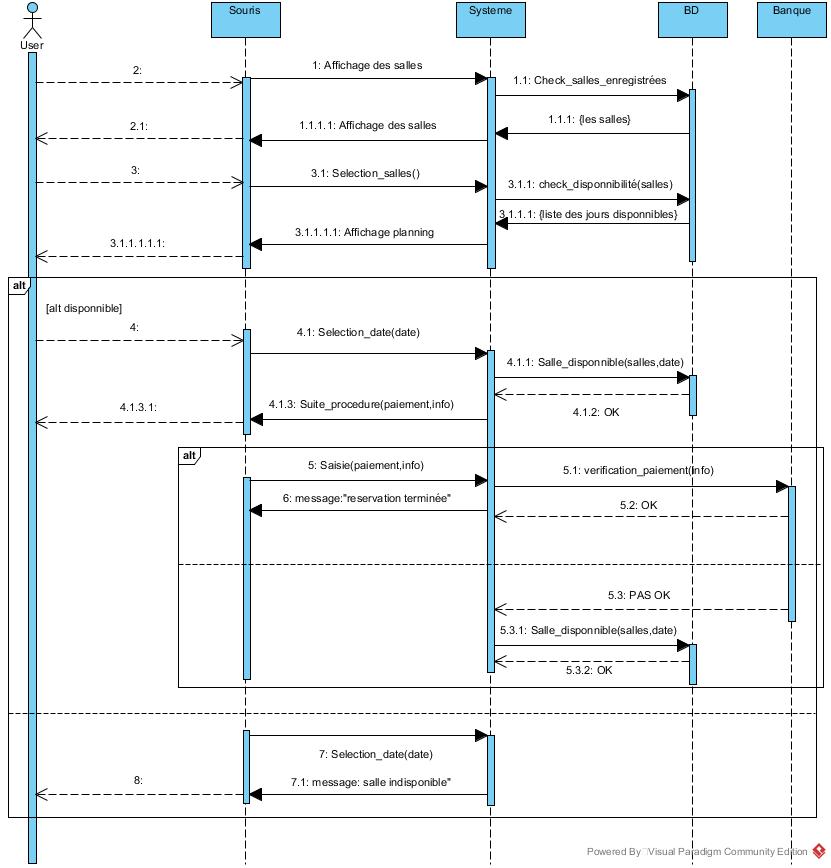 Souris
Systeme
BD
Banque
User
2:
1: Affichage des salles
1.1: Check_salles_enregistrées
2.1:
1.1.1.1: Affichage des salles
1.1.1: {les salles}
3:
3.1: Selection_salles()
3.1.1: check_disponnibilité(salles)
3.1.1.1: {liste des jours disponnibles}
3.1.1.1.1.1:
3.1.1.1.1: Affichage planning
alt
[alt disponnible]
4:
4.1: Selection_date(date)
4.1.1: Salle_disponnible(salles,date)
4.1.3.1:
4.1.3: Suite_procedure(paiement,info)
4.1.2: OK
alt
5: Saisie(paiement,info)
5.1: verification_paiement(info)
6: message:"reservation terminée"
5.2: OK
5.3: PAS OK
5.3.1: Salle_disponnible(salles,date)
5.3.2: OK
7: Selection_date(date)
8:
7.1: message: salle indisponible"
Powered By Visual Paradigm Community Edition